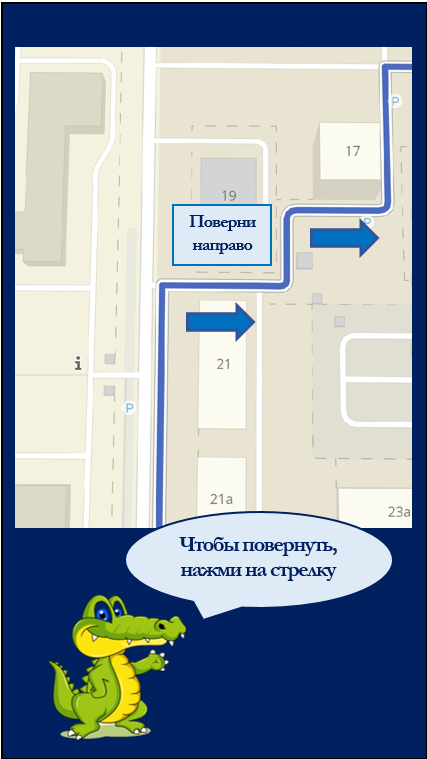 P
17
19
P
Поверни
направо
i
21
P
21а
23а
Чтобы повернуть,
нажми на стрелку